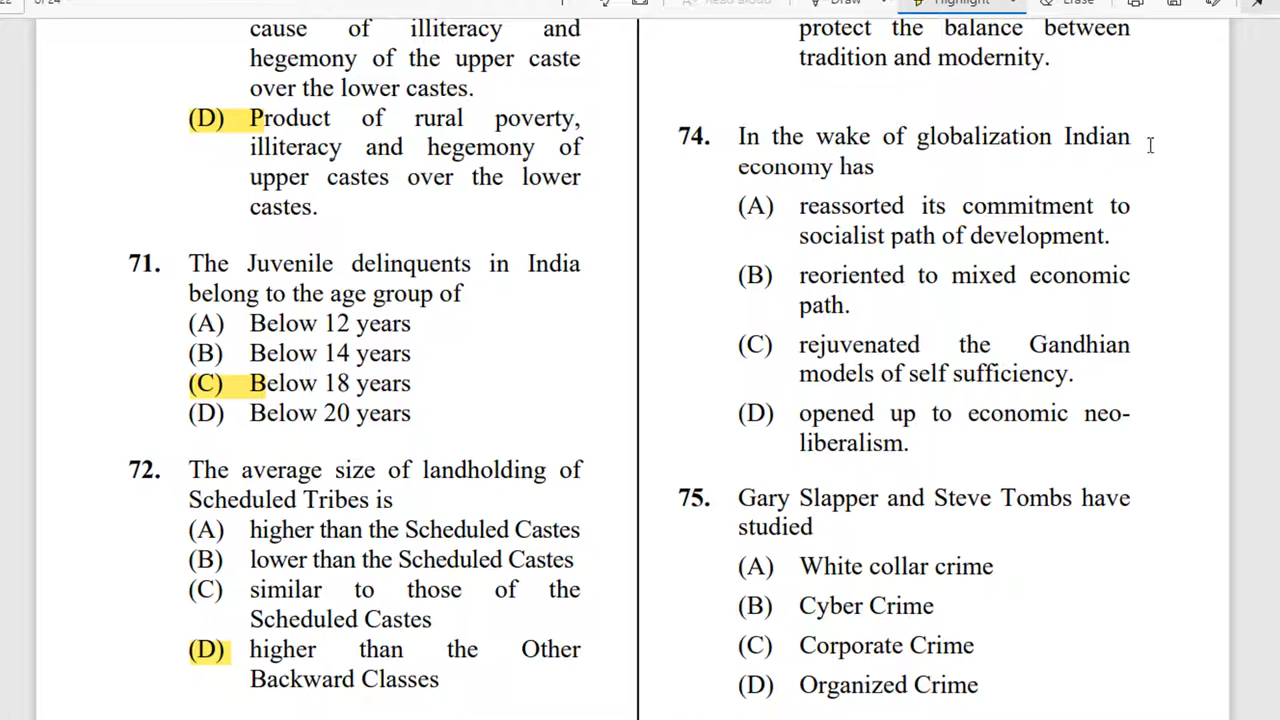 Read aloud
Draw
Highlight
Erase
cause of illiteracy and
hegemony of the upper caste
over the lower castes.
(D) Product of rural poverty,
illiteracy and hegemony of
upper castes over the lower
castes.
71. The Juvenile delinquents in India
belong to the age group of
(A) Below 12 years
(B) Below 14 years
(C) Below 18 years
(D) Below 20 years
72. The average size of landholding of
Scheduled Tribes is
(A) higher than the Scheduled Castes
(B) lower than the Scheduled Castes
(C) similar to those of the
Scheduled Castes
(D) higher than the Other
Backward Classes
protect the balance between
tradition and modernity.
74. In the wake of globalization Indian
economy has
(A) reasserted its commitment to
socialist path of development.
(B) reoriented to mixed economic
path.
(C) rejuvenated the Gandhian
models of self sufficiency.
(D) opened up to economic neo-
liberalism.
75. Gary Slapper and Steve Tombs have
studied
(A) White collar crime
(B) Cyber Crime
(C) Corporate Crime
(D) Organized Crime